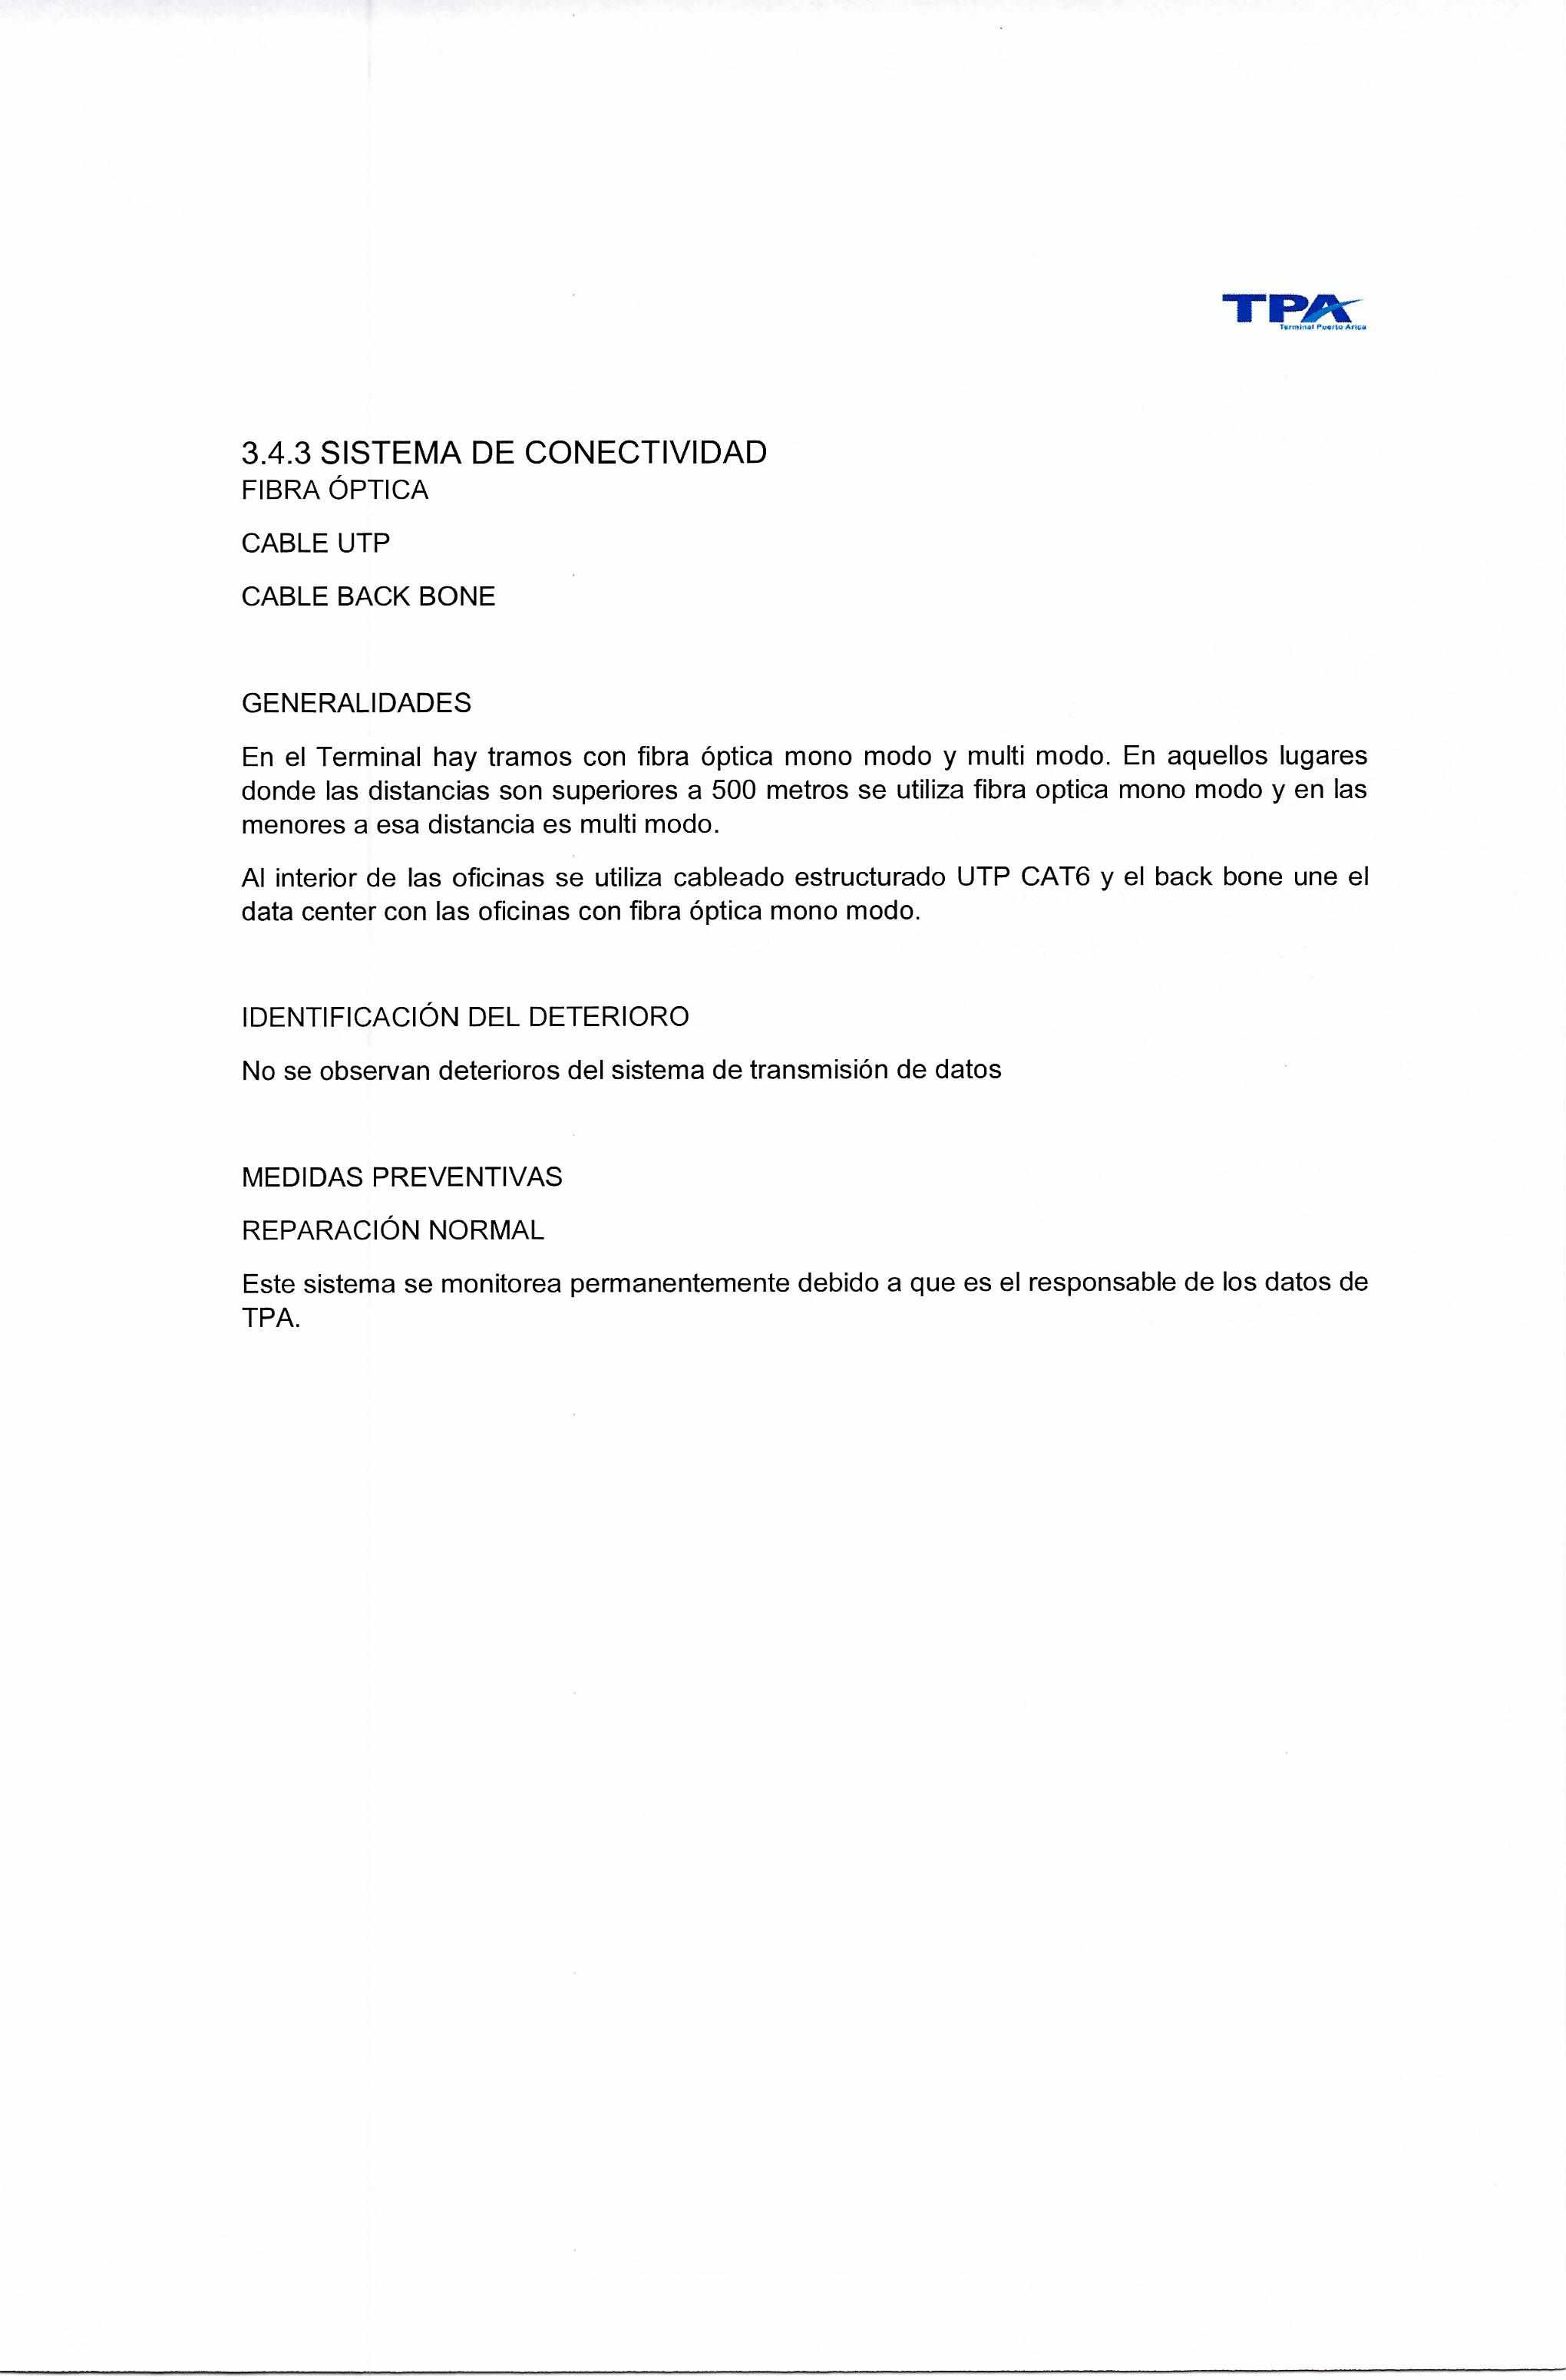 TPA
Terminal Puerto Arica
3.4.3 SISTEMA DE CONECTIVIDAD
FIBRA ÓPTICA
CABLE UTP
CABLE BACK BONE
GENERALIDADES
En el Terminal hay tramos con fibra óptica mono modo y multi modo. En aquellos lugares
donde las distancias son superiores a 500 metros se utiliza fibra optica mono modo y en las
menores a esa distancia es multi modo.
Al interior de las oficinas se utiliza cableado estructurado UTP CAT6 y el back bone une el
data center con las oficinas con fibra óptica mono modo.
IDENTIFICACIÓN DEL DETERIORO
No se observan deterioros del sistema de transmisión de datos
MEDIDAS PREVENTIVAS
REPARACIÓN NORMAL
Este sistema se monitorea permanentemente debido a que es el responsable de los datos de
TPA.